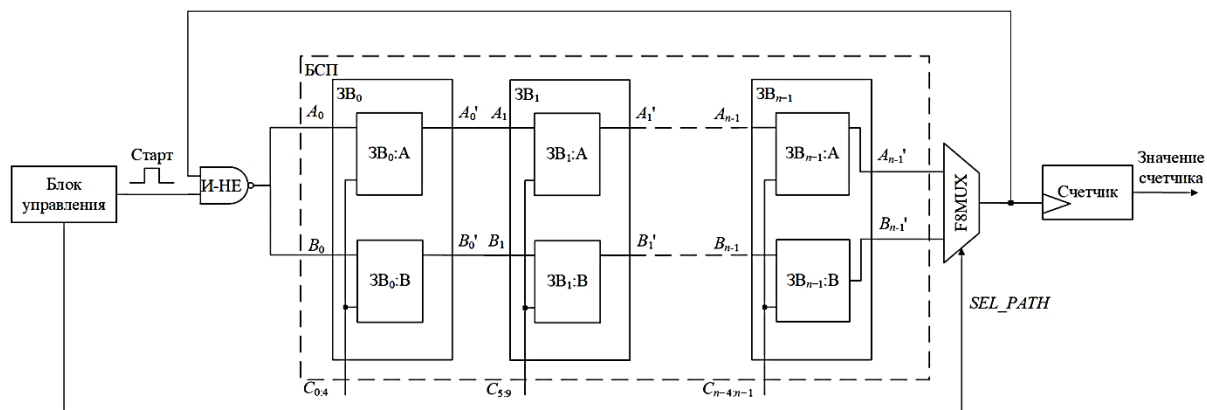 БСП
ЗВ₀
ЗВ₁
ЗВₙ₋₁
A₀
A₀'
A₁
A₁'
Aₙ₋₁
Aₙ₋₁'
ЗВ₀:А
ЗВ₁:А
ЗВₙ₋₁:А
Старт
И-НЕ
Блок
управления
F8MUX
Счетчик
Значение
счетчика
B₀
B₀'
B₁
B₁'
Bₙ₋₁
Bₙ₋₁'
ЗВ₀:В
ЗВ₁:В
ЗВₙ₋₁:В
SEL_PATH
C₀:₄
C₅:₉
Cₙ₋₄:ₙ₋₁